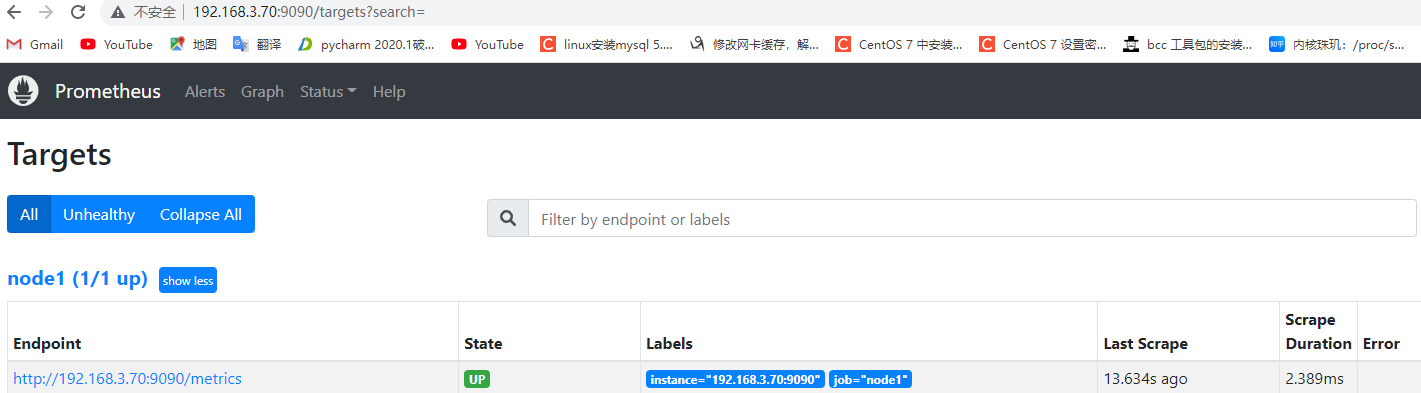 不安全 | 192.168.3.70:9090/targets?search=
Gmail YouTube 地图 翻译 pycharm 2020.1破... YouTube linux安装mysql 5.... 修改网卡缓存，解... CentOS 7 中安装... CentOS 7 设置密... bcc 工具包的安装... 知乎 内核珠玑：/proc/s...
Prometheus Alerts Graph Status Help
Targets
All Unhealthy Collapse All Filter by endpoint or labels
node1 (1/1 up) show less
Endpoint State Labels Last Scrape Scrape Duration Error
http://192.168.3.70:9090/metrics UP instance="192.168.3.70:9090" job="node1" 13.634s ago 2.389ms